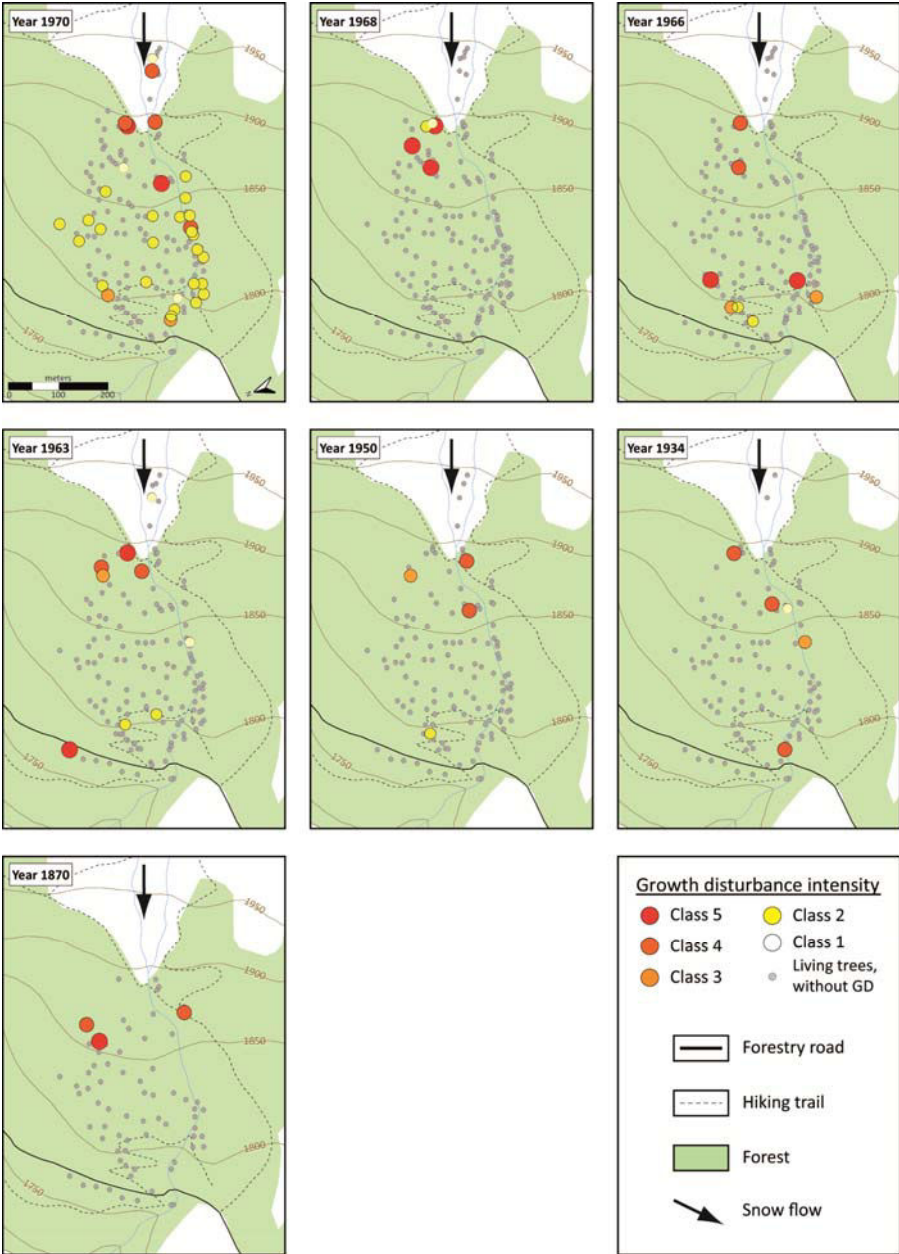 Year 1970
1950
1900
1850
1800
1750
meters
0 100 200
N
Year 1968
1950
1900
1850
1800
1750
Year 1966
1950
1900
1850
1800
1750
Year 1963
1950
1900
1850
1800
1750
Year 1950
1950
1900
1850
1800
1750
Year 1934
1950
1900
1850
1800
1750
Year 1870
1950
1900
1850
1800
1750
Growth disturbance intensity
Class 5
Class 2
Class 4
Class 1
Class 3
Living trees,
without GD
Forestry road
Hiking trail
Forest
Snow flow